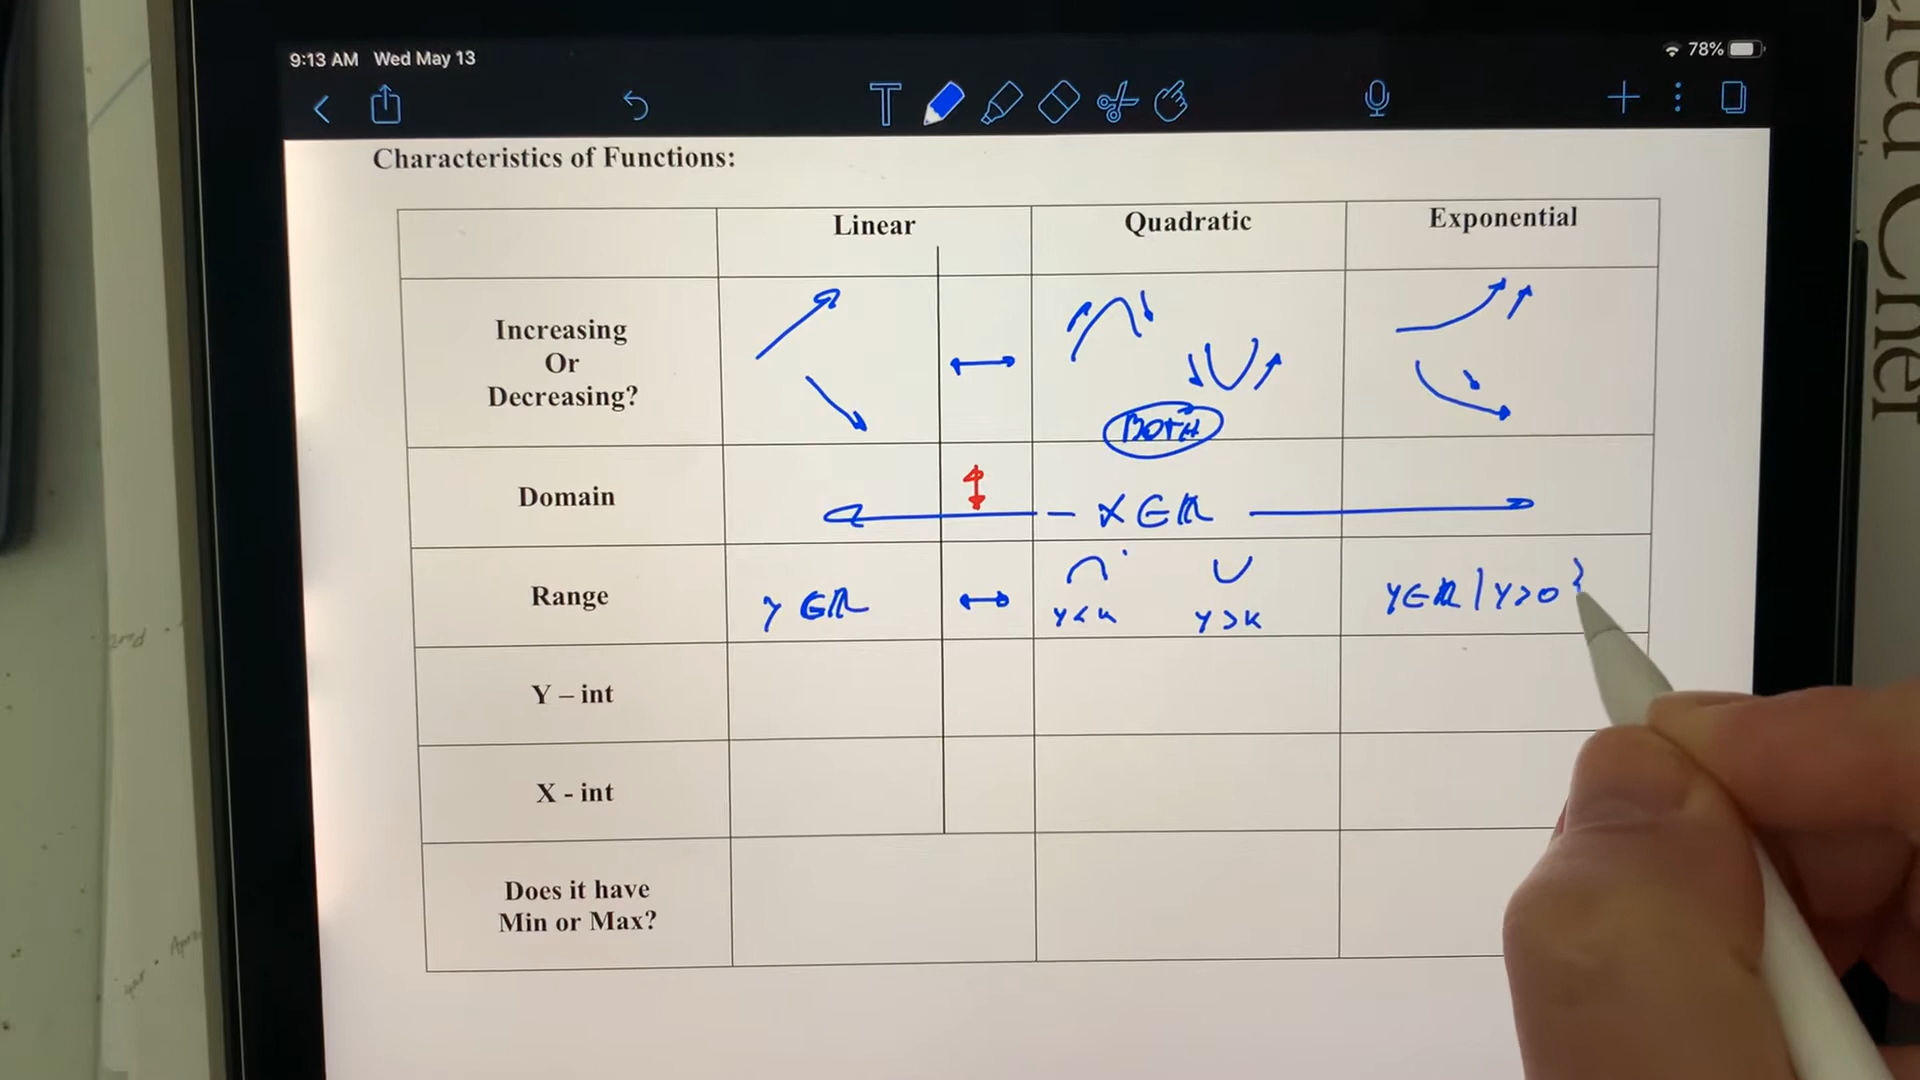 9:13 AM Wed May 13
78%
Characteristics of Functions:
Linear
Quadratic
Exponential
Increasing
Or
Decreasing?
BOTH
Domain
x ∈ ℝ
Range
y ∈ ℝ
y < k
y > k
y ∈ ℝ | y > 0 }
Y – int
X - int
Does it have
Min or Max?